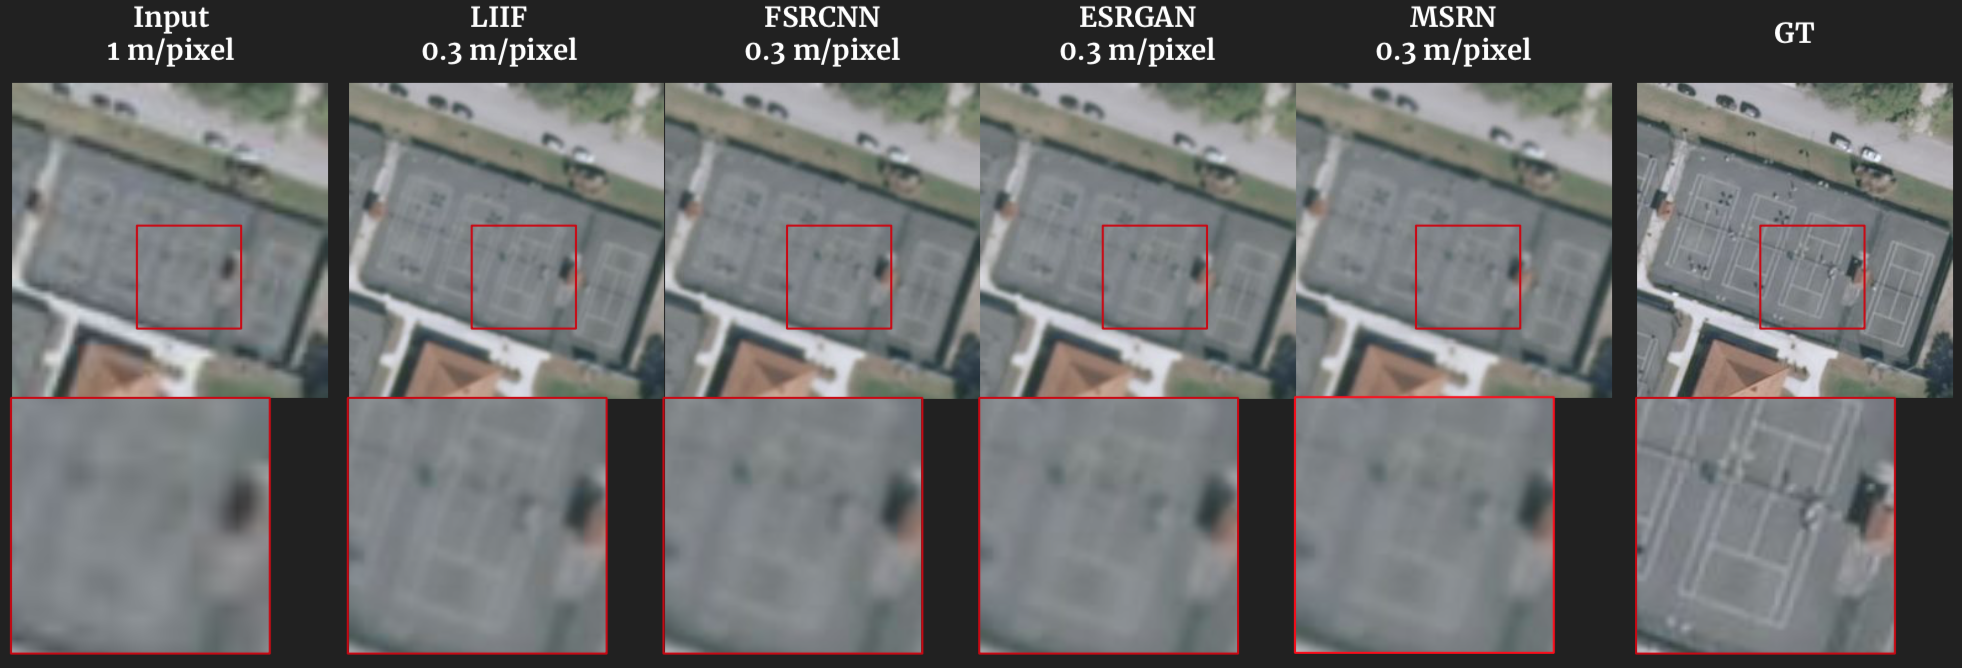 Input
1 m/pixel
LIIF
0.3 m/pixel
FSRCNN
0.3 m/pixel
ESRGAN
0.3 m/pixel
MSRN
0.3 m/pixel
GT